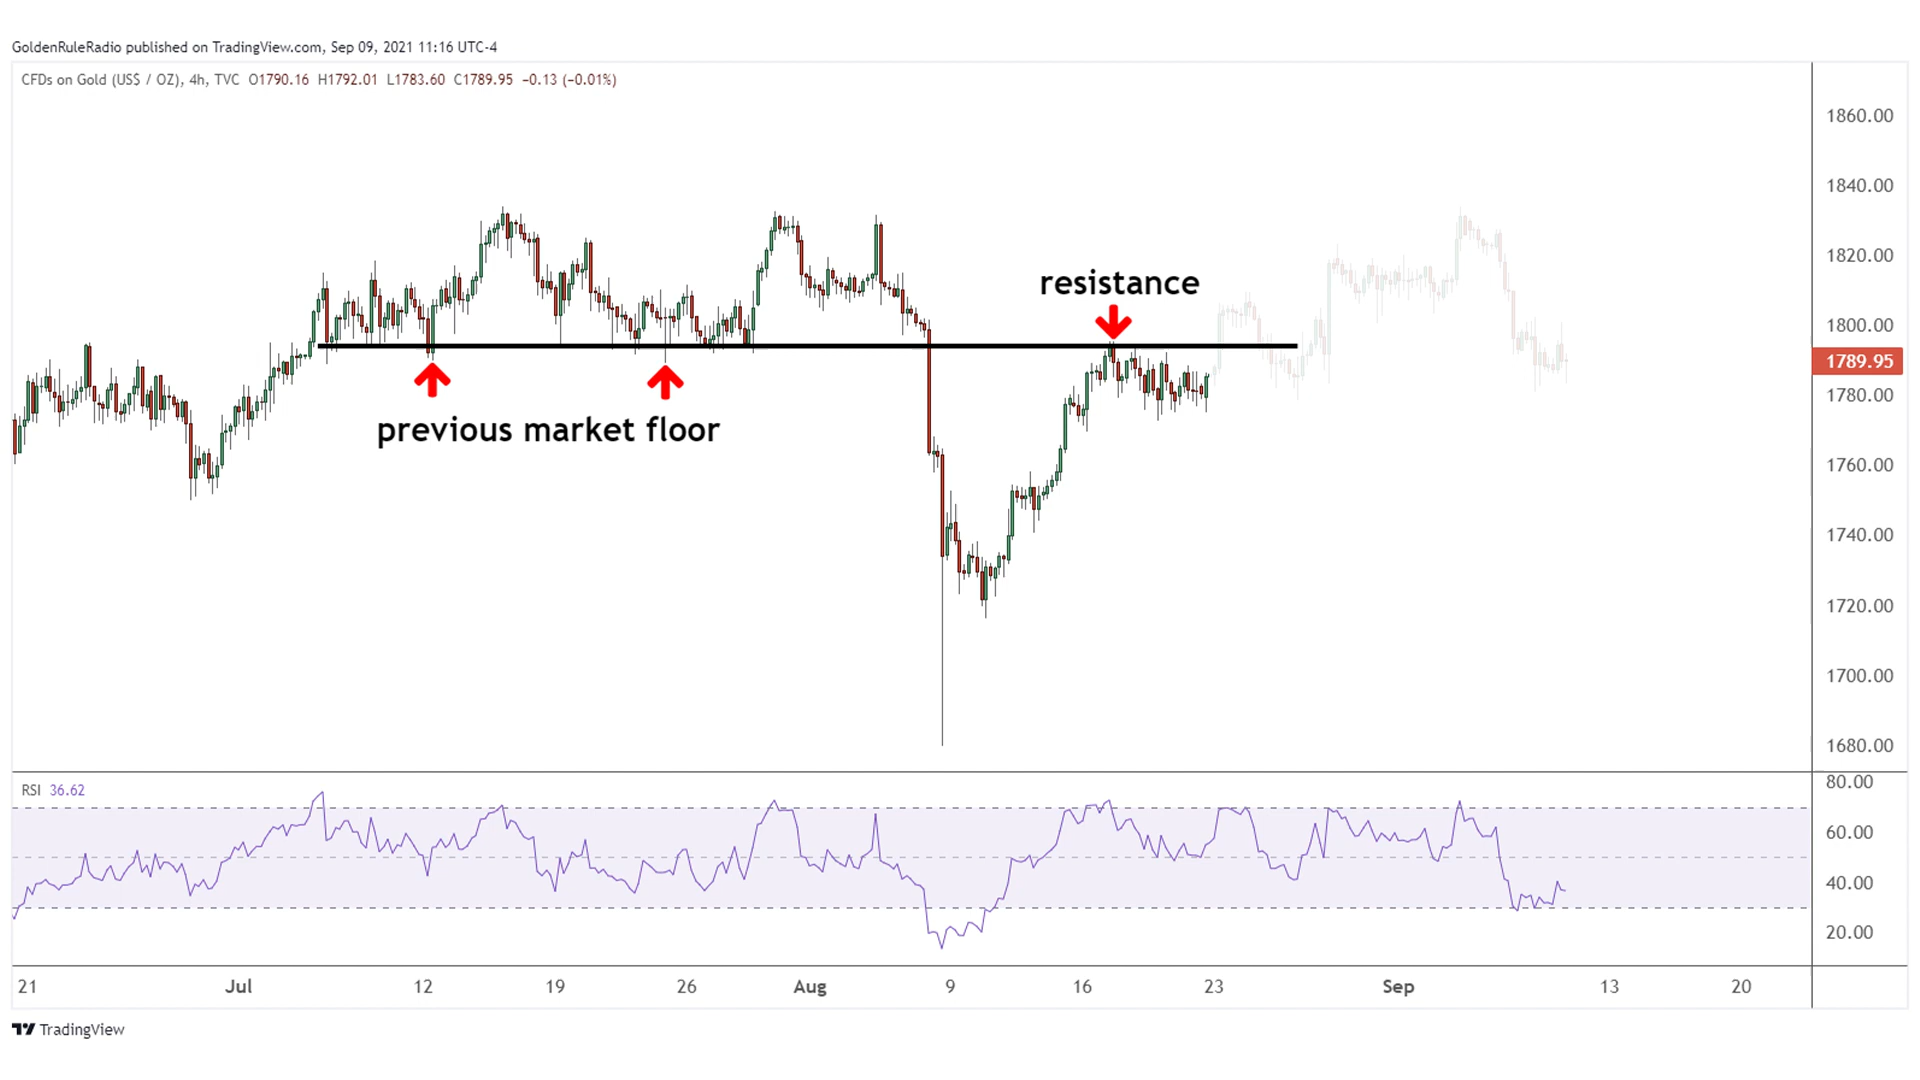 GoldenRuleRadio published on TradingView.com, Sep 09, 2021 11:16 UTC-4
CFDs on Gold (US$ / OZ), 4h, TVC O1790.16 H1792.01 L1783.60 C1789.95 −0.13 (−0.01%)
1860.00
1840.00
1820.00
resistance
1800.00
1789.95
1780.00
previous market floor
1760.00
1740.00
1720.00
1700.00
1680.00
RSI 36.62
80.00
60.00
40.00
20.00
21 Jul 12 19 26 Aug 9 16 23 Sep 13 20
TradingView